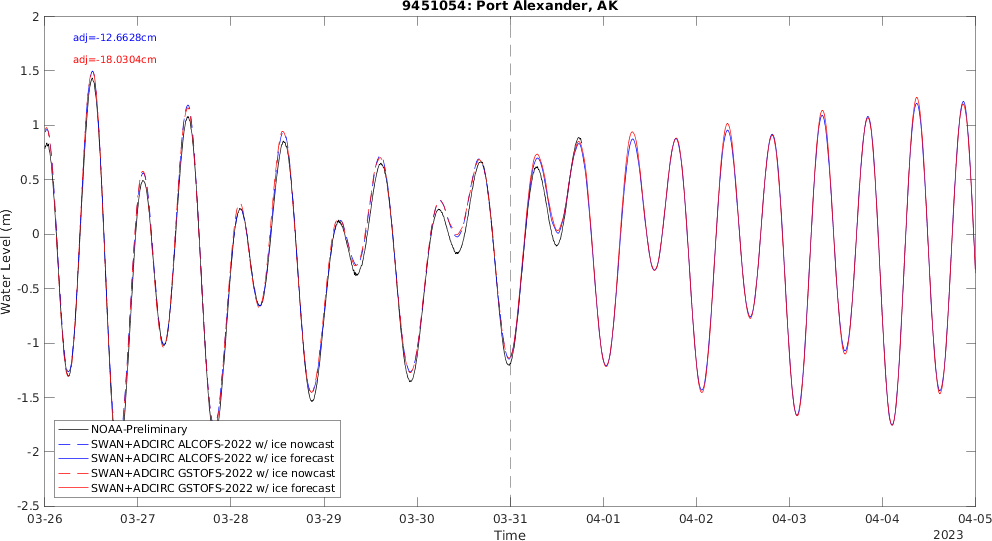 9451054: Port Alexander, AK
adj=-12.6628cm
adj=-18.0304cm
Water Level (m)
2
1.5
1
0.5
0
-0.5
-1
-1.5
-2
-2.5
NOAA-Preliminary
SWAN+ADCIRC ALCOFS-2022 w/ ice nowcast
SWAN+ADCIRC ALCOFS-2022 w/ ice forecast
SWAN+ADCIRC GSTOFS-2022 w/ ice nowcast
SWAN+ADCIRC GSTOFS-2022 w/ ice forecast
03-26 03-27 03-28 03-29 03-30 03-31 04-01 04-02 04-03 04-04 04-05
Time
2023